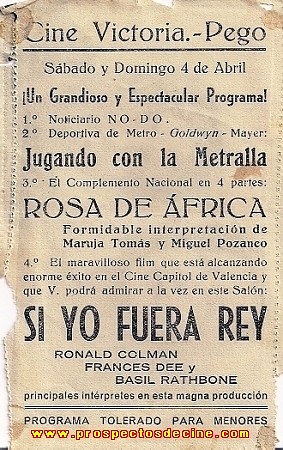 Cine Victoria.-Pego
Sábado y Domingo 4 de Abril
¡Un Grandioso y Espectacular Programa!
1.º Noticiario NO-DO.
2.º Deportiva de Metro - Goldwyn - Mayer:
Jugando con la Metralla
3.º El Complemento Nacional en 4 partes:
ROSA DE ÁFRICA
Formidable interpretación de
Maruja Tomás y Miguel Pozanco
4.º El maravilloso film que está alcanzando
enorme éxito en el Cine Capitol de Valencia y
que V. podrá admirar a la vez en este Salón:
SI YO FUERA REY
RONALD COLMAN
FRANCES DEE y
BASIL RATHBONE
principales intérpretes en esta magna producción
PROGRAMA TOLERADO PARA MENORES
www.prospectosdecine.com